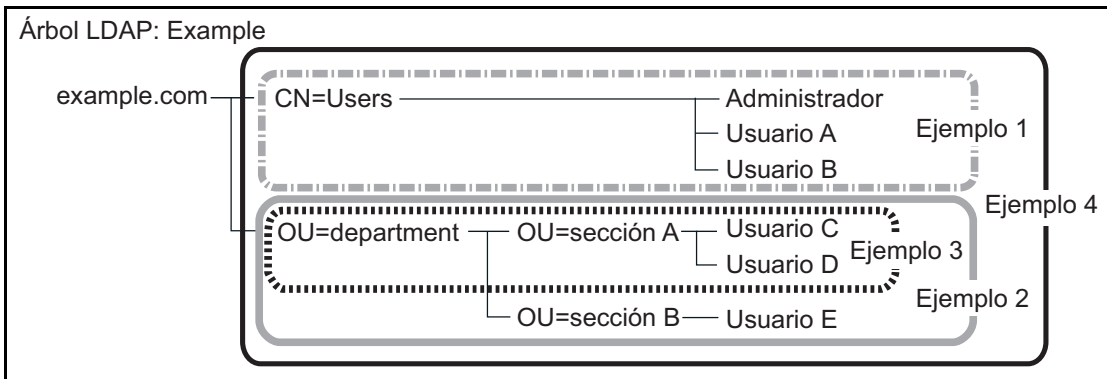 Árbol LDAP: Example
example.com
CN=Users
Administrador
Usuario A
Ejemplo 1
Usuario B
Ejemplo 4
OU=department
OU=sección A
Usuario C
Ejemplo 3
Usuario D
Ejemplo 2
OU=sección B
Usuario E